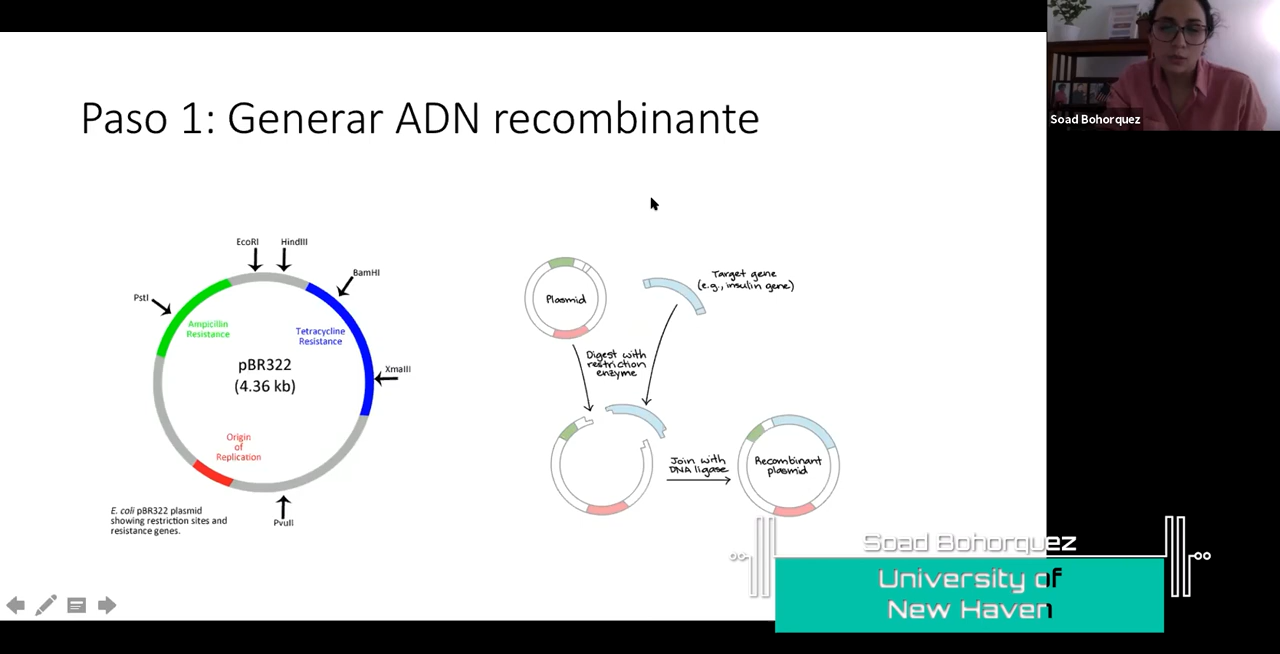 Paso 1: Generar ADN recombinante
Soad Bohorquez
EcoRI
HindIII
BamHI
PstI
Ampicillin
Resistance
Tetracycline
Resistance
pBR322
(4.36 kb)
XmaIII
Origin
of
Replication
PvuII
E. coli pBR322 plasmid
showing restriction sites and
resistance genes.
Plasmid
Target gene
(e.g., insulin gene)
Digest with
restriction
enzyme
Join with
DNA ligase
Recombinant
plasmid
Soad Bohorquez
University of
New Haven